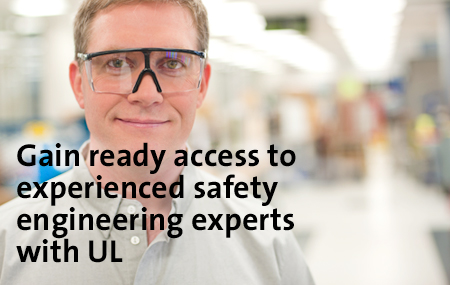 Gain ready access to
experienced safety
engineering experts
with UL